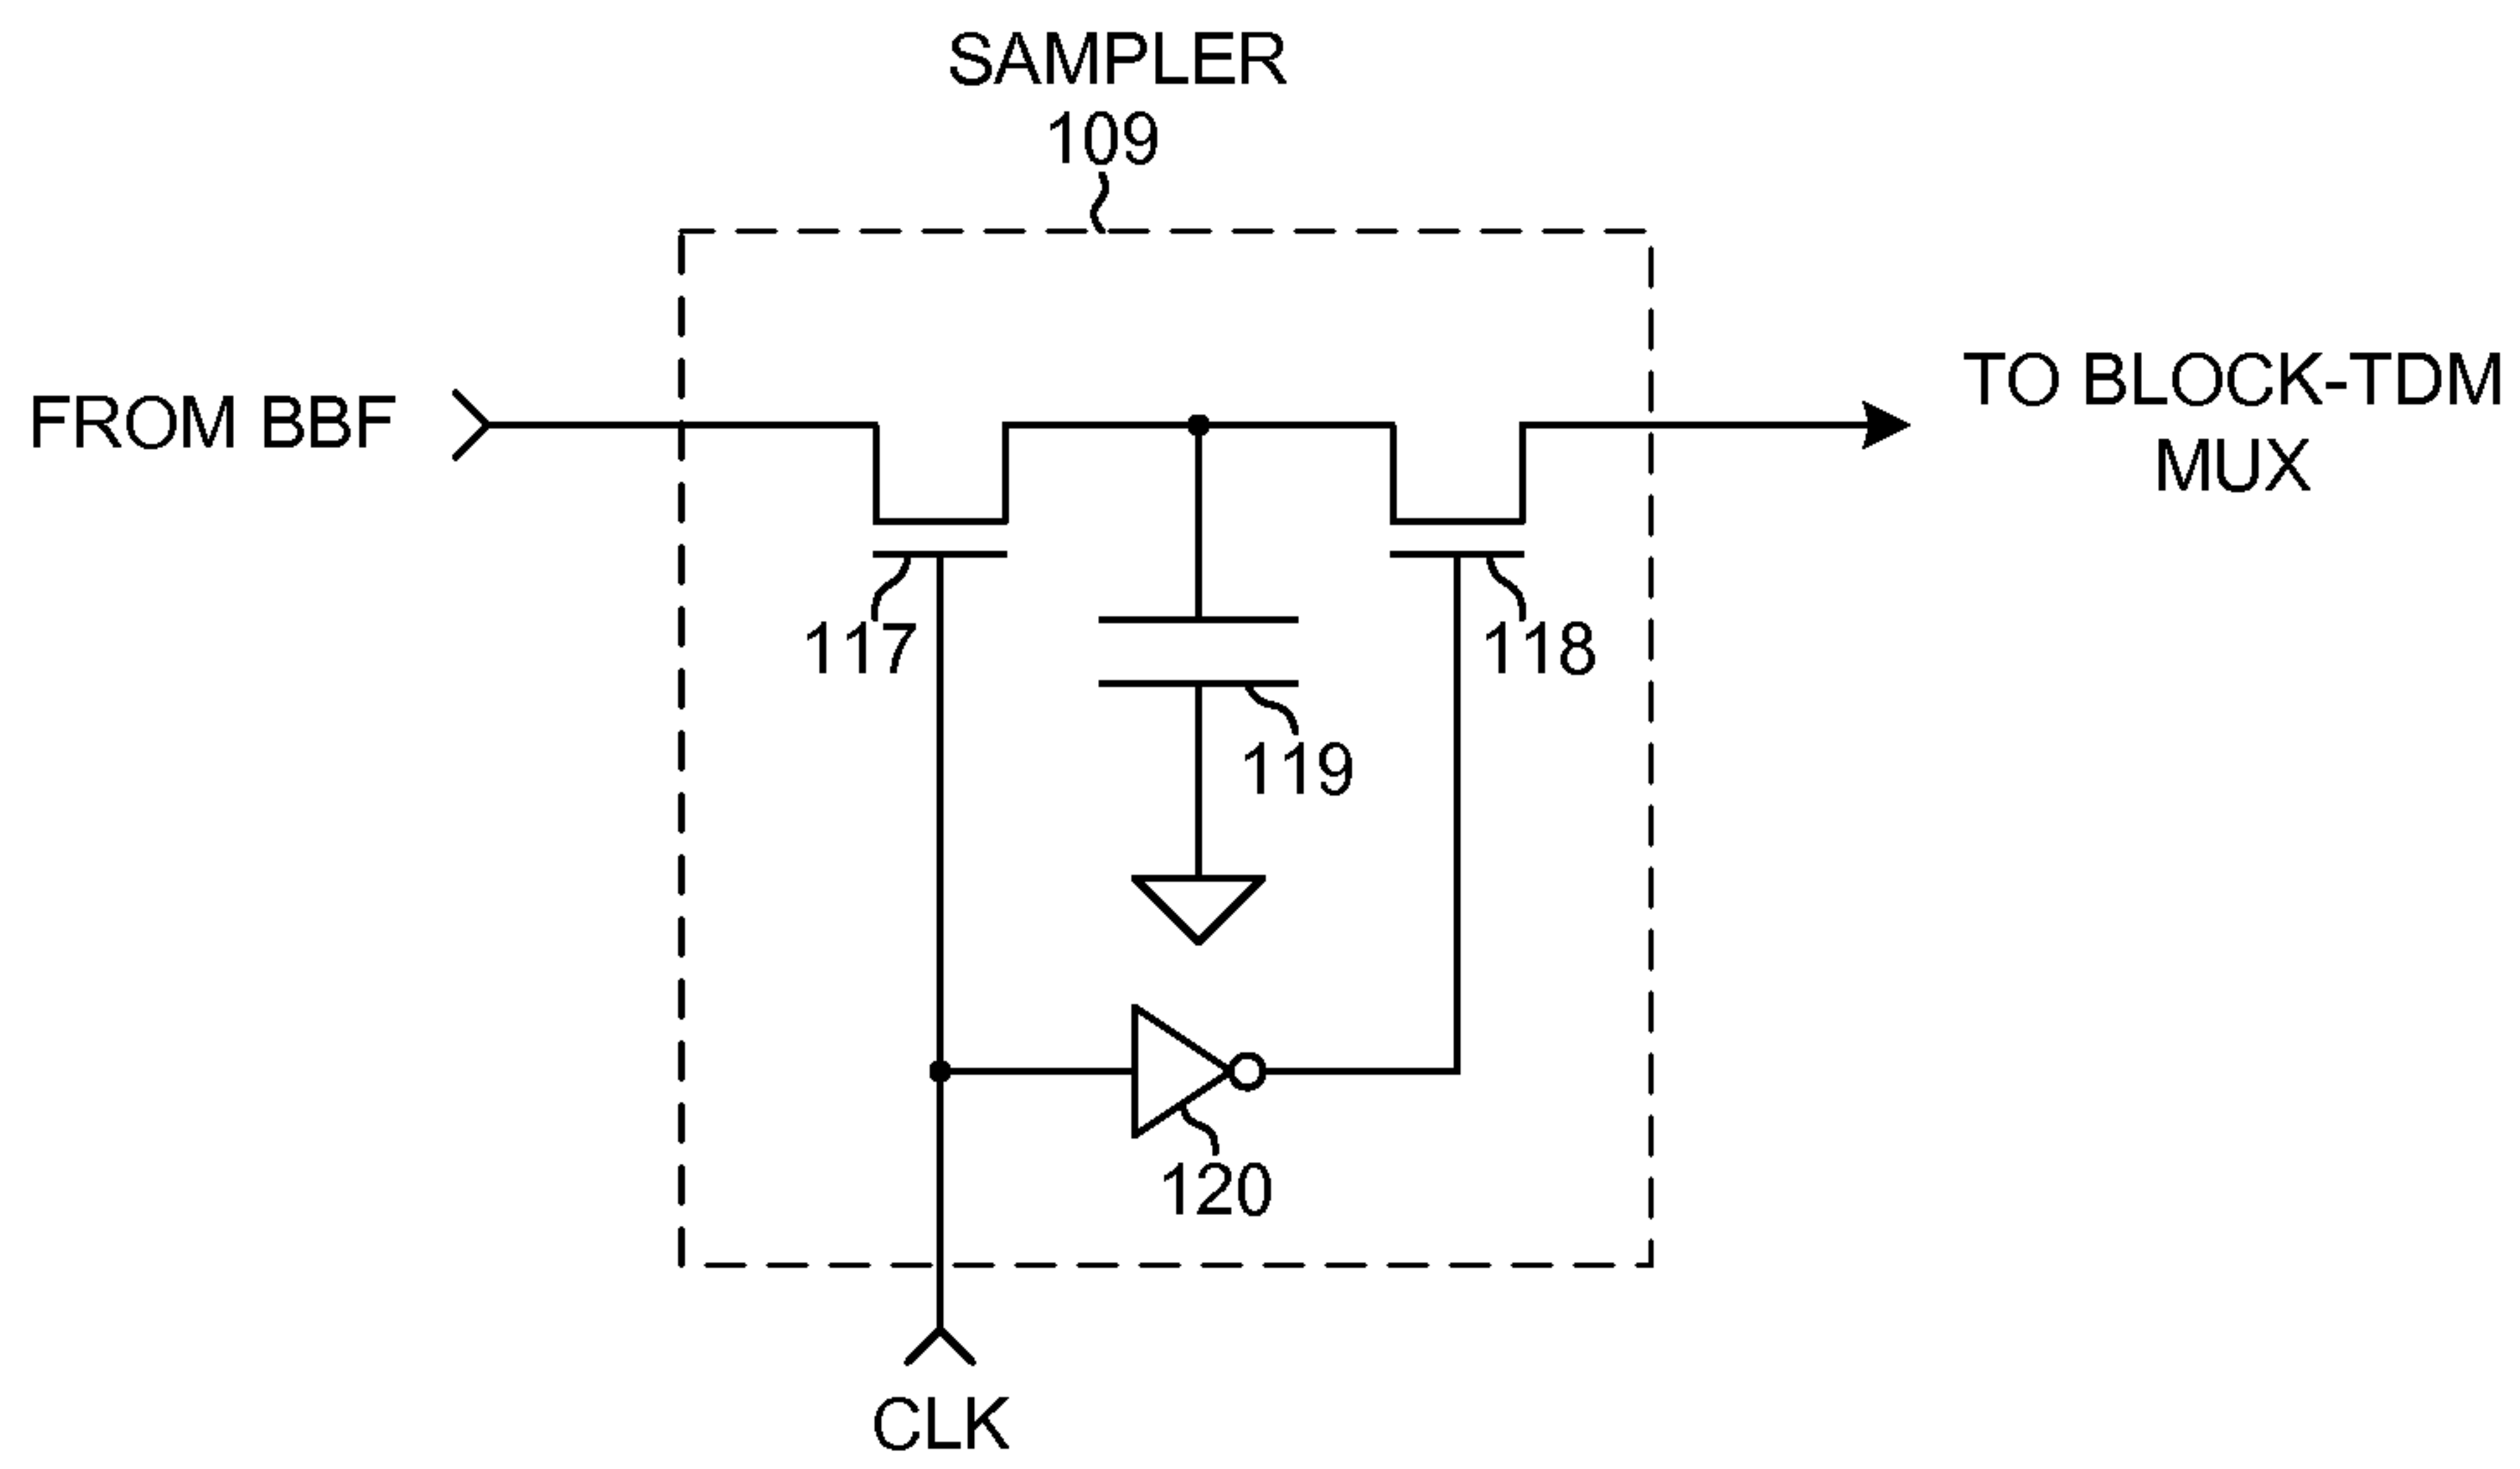 SAMPLER
109
FROM BBF
TO BLOCK-TDM
MUX
117
118
119
120
CLK